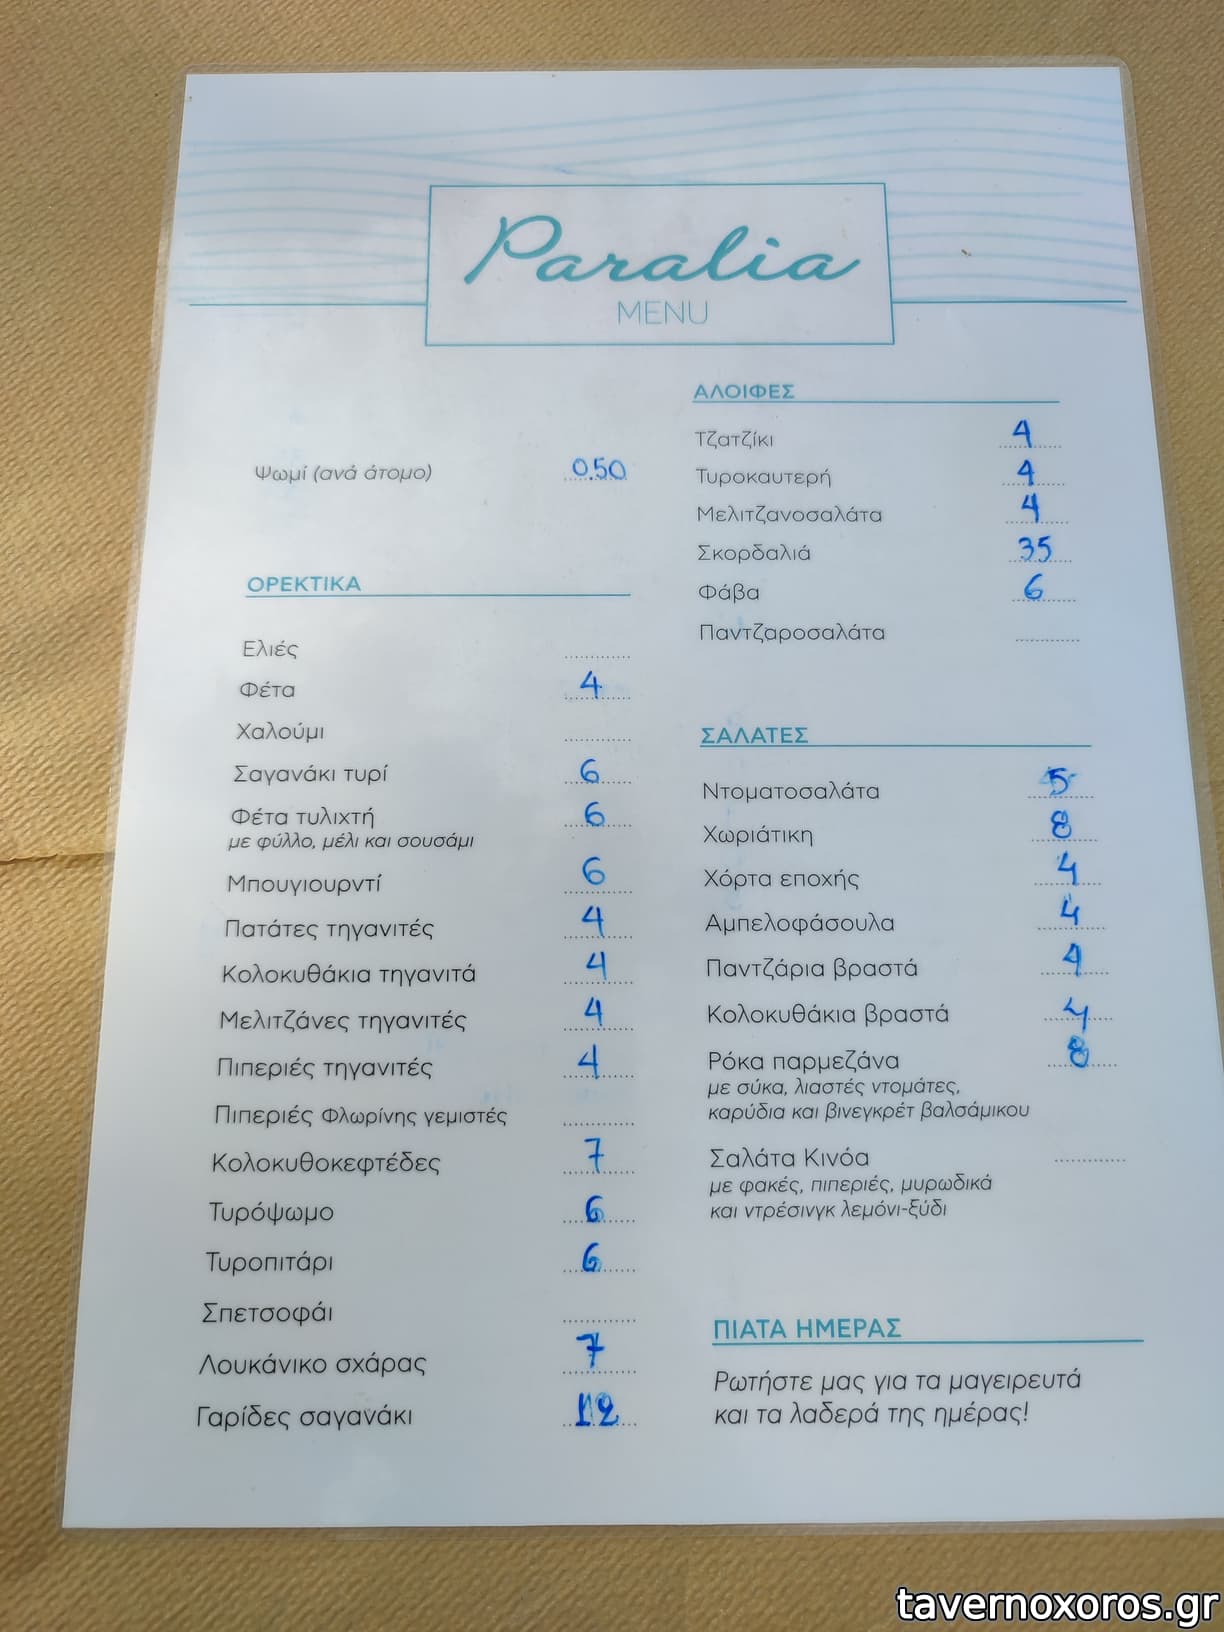 Paralia
MENU
Ψωμί (ανά άτομο) 0.50
ΟΡΕΚΤΙΚΑ
Ελιές
Φέτα 4
Χαλούμι
Σαγανάκι τυρί 6
Φέτα τυλιχτή 6
με φύλλο, μέλι και σουσάμι
Μπουγιουρντί 6
Πατάτες τηγανιτές 4
Κολοκυθάκια τηγανιτά 4
Μελιτζάνες τηγανιτές 4
Πιπεριές τηγανιτές 4
Πιπεριές Φλωρίνης γεμιστές
Κολοκυθοκεφτέδες 7
Τυρόψωμο 6
Τυροπιτάρι 6
Σπετσοφάι
Λουκάνικο σχάρας 7
Γαρίδες σαγανάκι 12
ΑΛΟΙΦΕΣ
Τζατζίκι 4
Τυροκαυτερή 4
Μελιτζανοσαλάτα 4
Σκορδαλιά 35
Φάβα 6
Παντζαροσαλάτα
ΣΑΛΑΤΕΣ
Ντοματοσαλάτα 5
Χωριάτικη 8
Χόρτα εποχής 4
Αμπελοφάσουλα 4
Παντζάρια βραστά 4
Κολοκυθάκια βραστά 4
Ρόκα παρμεζάνα 8
με σύκα, λιαστές ντομάτες,
καρύδια και βινεγκρέτ βαλσάμικου
Σαλάτα Κινόα
με φακές, πιπεριές, μυρωδικά
και ντρέσινγκ λεμόνι-ξύδι
ΠΙΑΤΑ ΗΜΕΡΑΣ
Ρωτήστε μας για τα μαγειρευτά
και τα λαδερά της ημέρας!
tavernoxoros.gr